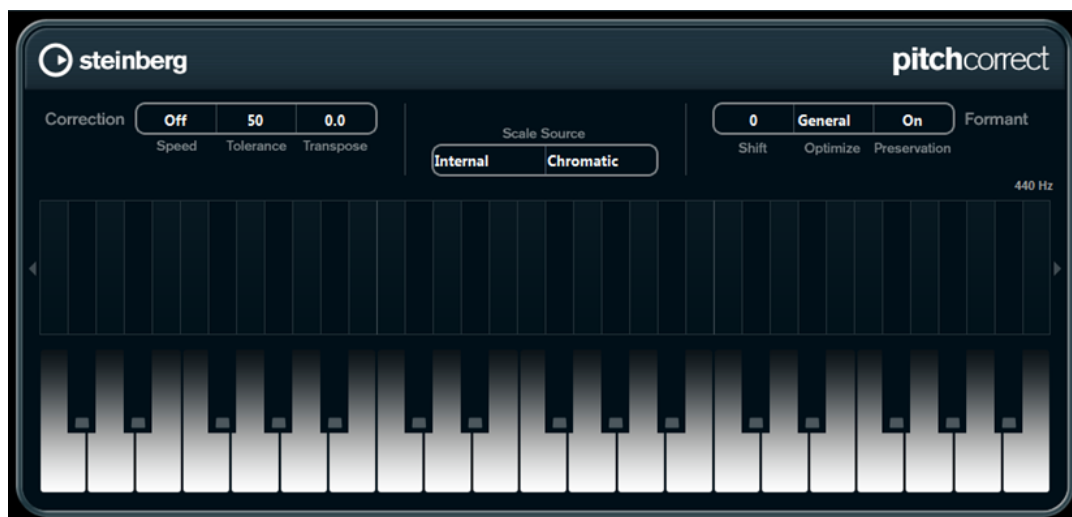 steinberg
pitchcorrect
Correction Off 50 0.0
Speed Tolerance Transpose
Scale Source
Internal Chromatic
0 General On Formant
Shift Optimize Preservation
440 Hz